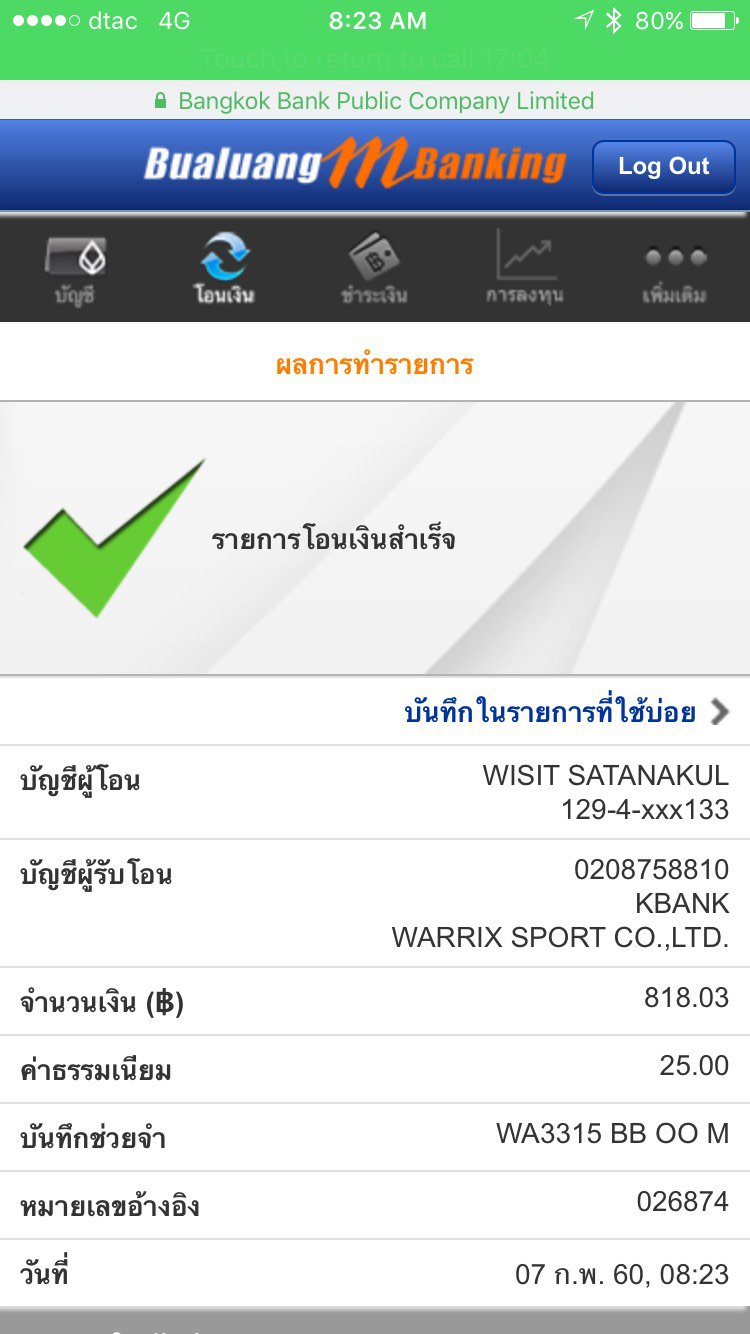 dtac 4G 8:23 AM 80%
Touch to return to call 17:04
Bangkok Bank Public Company Limited
Bualuang mBanking Log Out
บัญชี โอนเงิน ชำระเงิน การลงทุน เพิ่มเติม
ผลการทำรายการ
รายการโอนเงินสำเร็จ
บันทึกในรายการที่ใช้บ่อย
บัญชีผู้โอน WISIT SATANAKUL
129-4-xxx133
บัญชีผู้รับโอน 0208758810
KBANK
WARRIX SPORT CO.,LTD.
จำนวนเงิน (฿) 818.03
ค่าธรรมเนียม 25.00
บันทึกช่วยจำ WA3315 BB OO M
หมายเลขอ้างอิง 026874
วันที่ 07 ก.พ. 60, 08:23